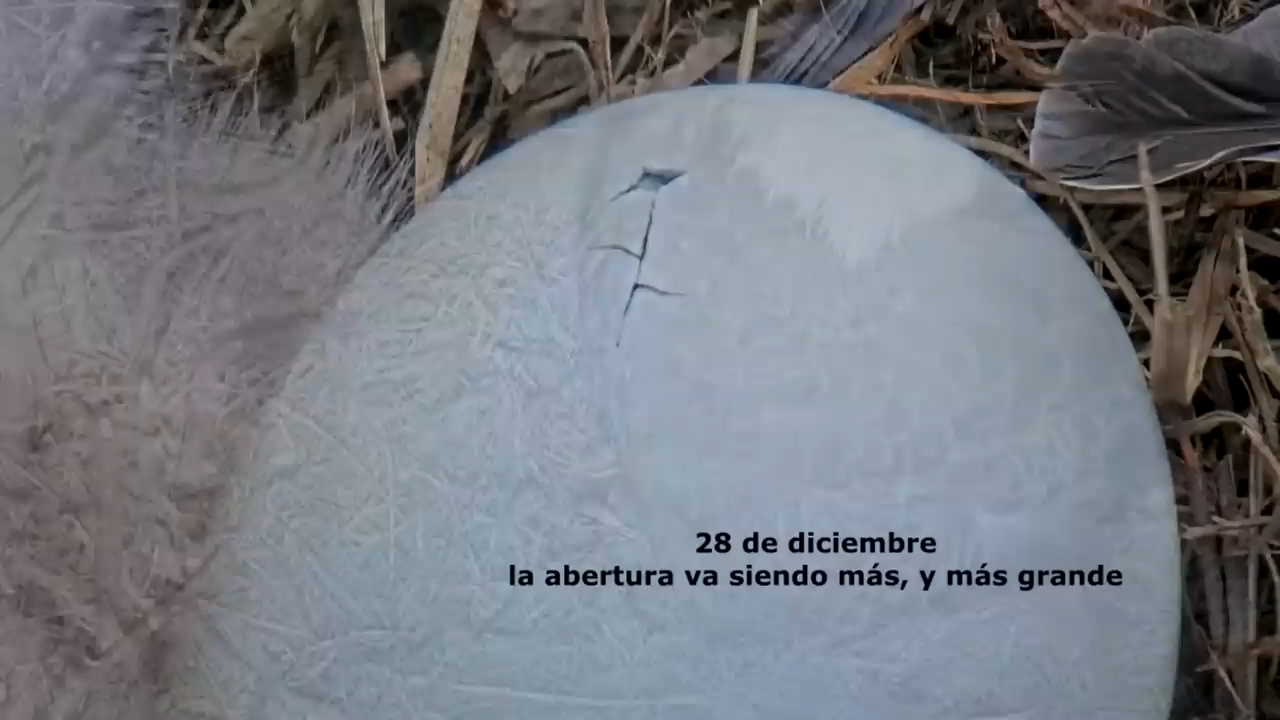 28 de diciembre
la abertura va siendo más, y más grande